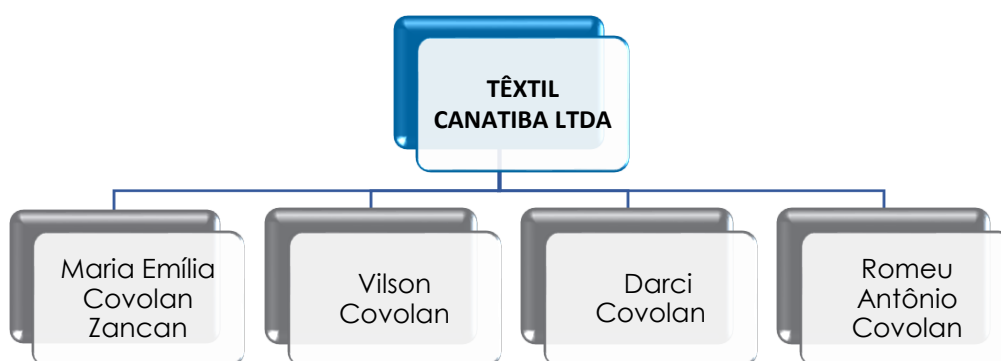 TÊXTIL
CANATIBA LTDA
Maria Emília
Covolan
Zancan
Vilson
Covolan
Darci
Covolan
Romeu
Antônio
Covolan